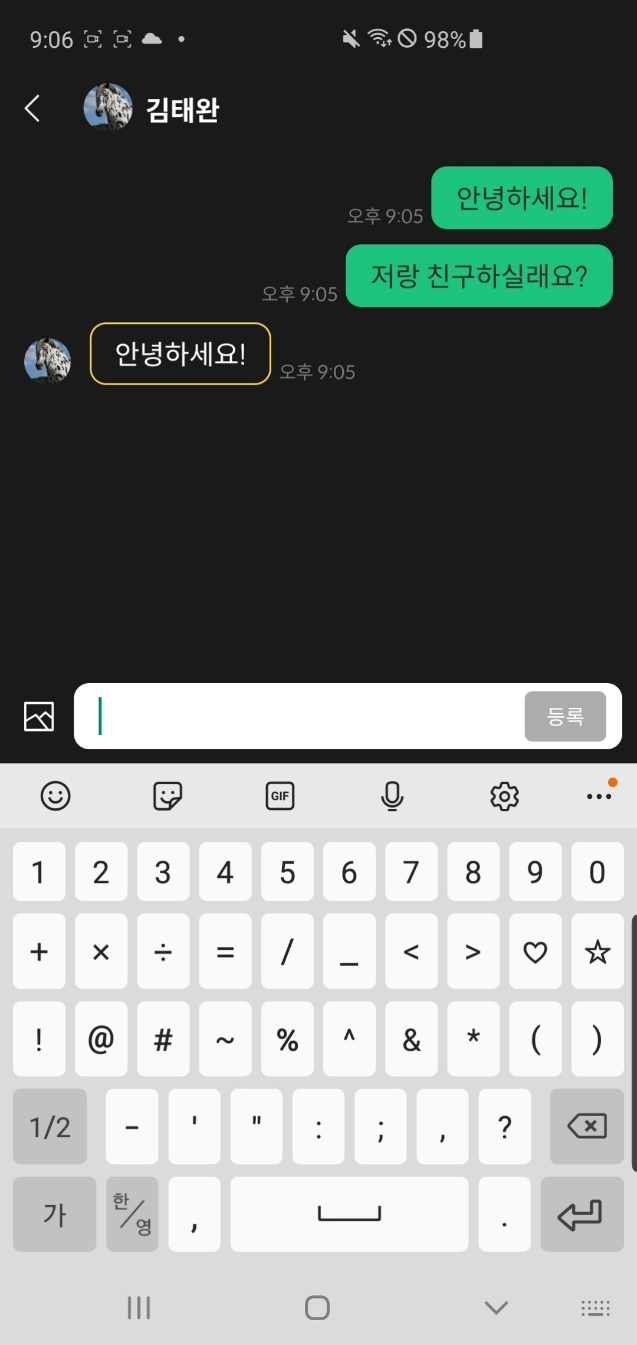 9:06 98%
김태완
안녕하세요!
오후 9:05
저랑 친구하실래요?
오후 9:05
안녕하세요!
오후 9:05
등록
GIF
1 2 3 4 5 6 7 8 9 0
+ × ÷ = / _ < > ♡ ☆
! @ # ~ % ^ & * ( )
1/2 - ' " : ; , ?
가 한/영 , .